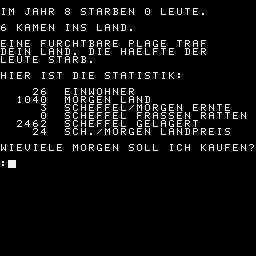 IM JAHR 8 STARBEN 0 LEUTE.
6 KAMEN INS LAND.
EINE FURCHTBARE PLAGE TRAF
DEIN LAND. DIE HAELFTE DER
LEUTE STARB.
HIER IST DIE STATISTIK:
26 EINWOHNER
1040 MORGEN LAND
3 SCHEFFEL/MORGEN ERNTE
0 SCHEFFEL FRASSEN RATTEN
2462 SCHEFFEL GELAGERT
24 SCH./MORGEN LANDPREIS
WIEVIELE MORGEN SOLL ICH KAUFEN?
: